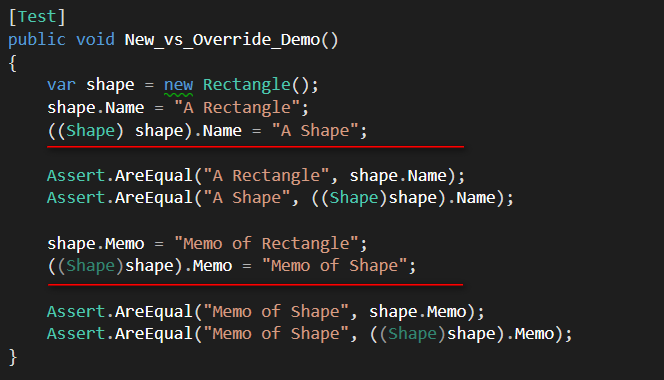 [Test]
public void New_vs_Override_Demo()
{
var shape = new Rectangle();
shape.Name = "A Rectangle";
((Shape) shape).Name = "A Shape";
Assert.AreEqual("A Rectangle", shape.Name);
Assert.AreEqual("A Shape", ((Shape)shape).Name);
shape.Memo = "Memo of Rectangle";
((Shape)shape).Memo = "Memo of Shape";
Assert.AreEqual("Memo of Shape", shape.Memo);
Assert.AreEqual("Memo of Shape", ((Shape)shape).Memo);
}